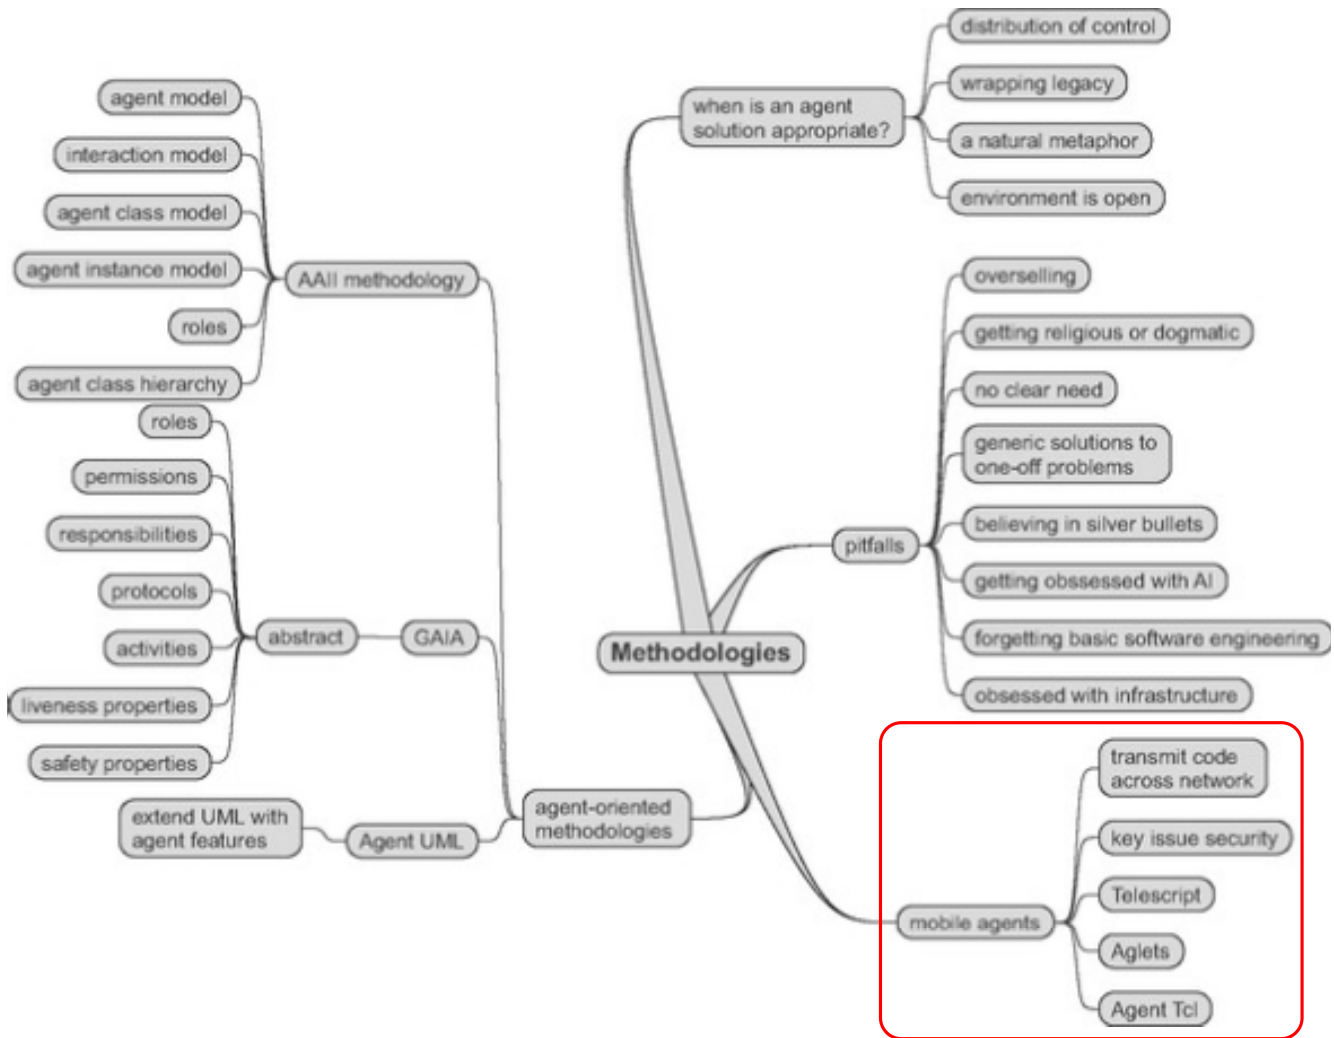 distribution of control
wrapping legacy
a natural metaphor
environment is open
when is an agent
solution appropriate?
agent model
interaction model
agent class model
agent instance model
roles
agent class hierarchy
AAII methodology
roles
permissions
responsibilities
protocols
activities
liveness properties
safety properties
abstract
GAIA
extend UML with
agent features
Agent UML
agent-oriented
methodologies
Methodologies
overselling
getting religious or dogmatic
no clear need
generic solutions to
one-off problems
believing in silver bullets
getting obssessed with AI
forgetting basic software engineering
obsessed with infrastructure
pitfalls
mobile agents
transmit code
across network
key issue security
Telescript
Aglets
Agent Tcl